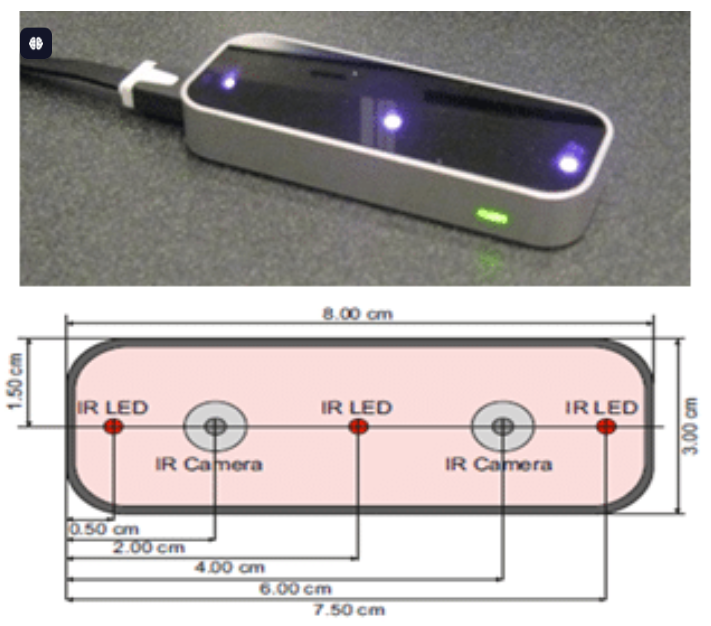 8.00 cm
1.50 cm
IR LED
IR LED
IR LED
IR Camera
IR Camera
3.00 cm
0.50 cm
2.00 cm
4.00 cm
6.00 cm
7.50 cm